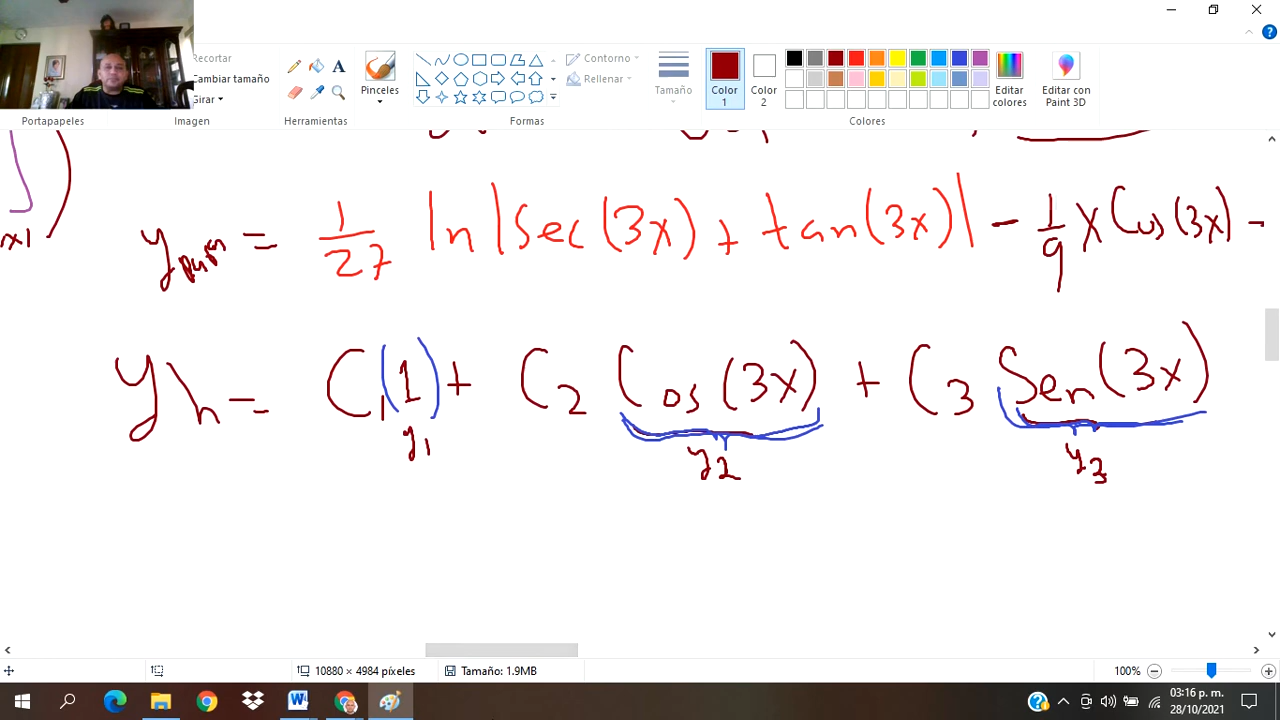 Recortar
Cambiar tamaño
Girar
Portapapeles
Imagen
Herramientas
Pinceles
Contorno
Rellenar
Formas
Tamaño
Color 1
Color 2
Editar colores
Editar con Paint 3D
Colores
y = 1/27 ln|Sec(3x) + tan(3x)| - 1/9 x Cos(3x) -
yh = C1(1) + C2 Cos(3x) + C3 Sen(3x)
y1 y2 y3
10880 × 4984 píxeles
Tamaño: 1.9MB
100%
03:16 p. m.
28/10/2021